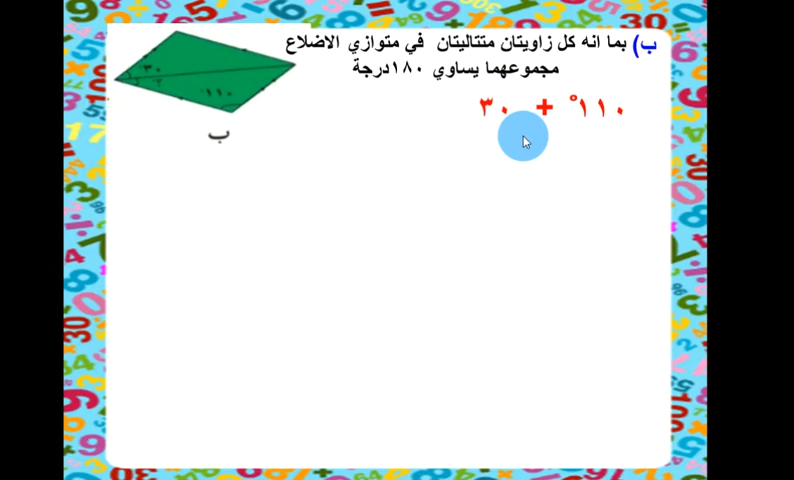 ب) بما انه كل زاويتان متتاليتان في متوازي الاضلاع
مجموعهما يساوي ١٨٠درجة
١١٠° + ٣٠
٣٠
١١٠°
ب